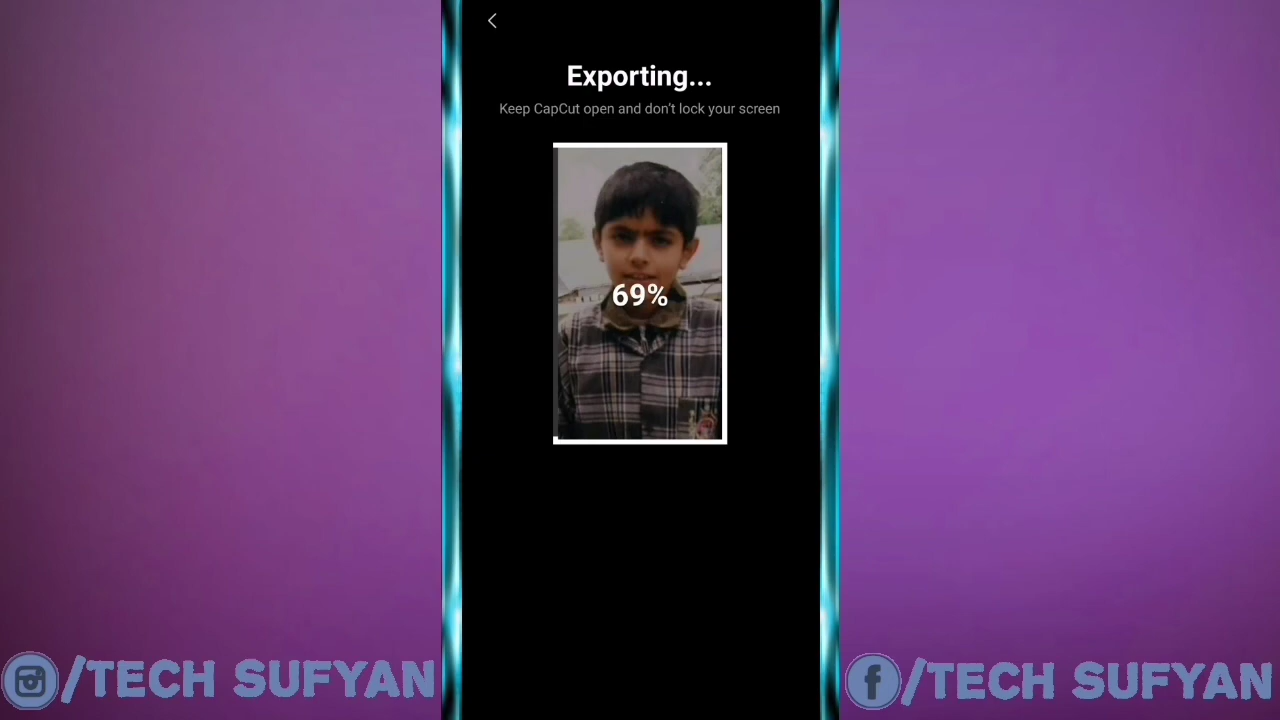 Exporting...
Keep CapCut open and don't lock your screen
69%
/TECH SUFYAN
/TECH SUFYAN